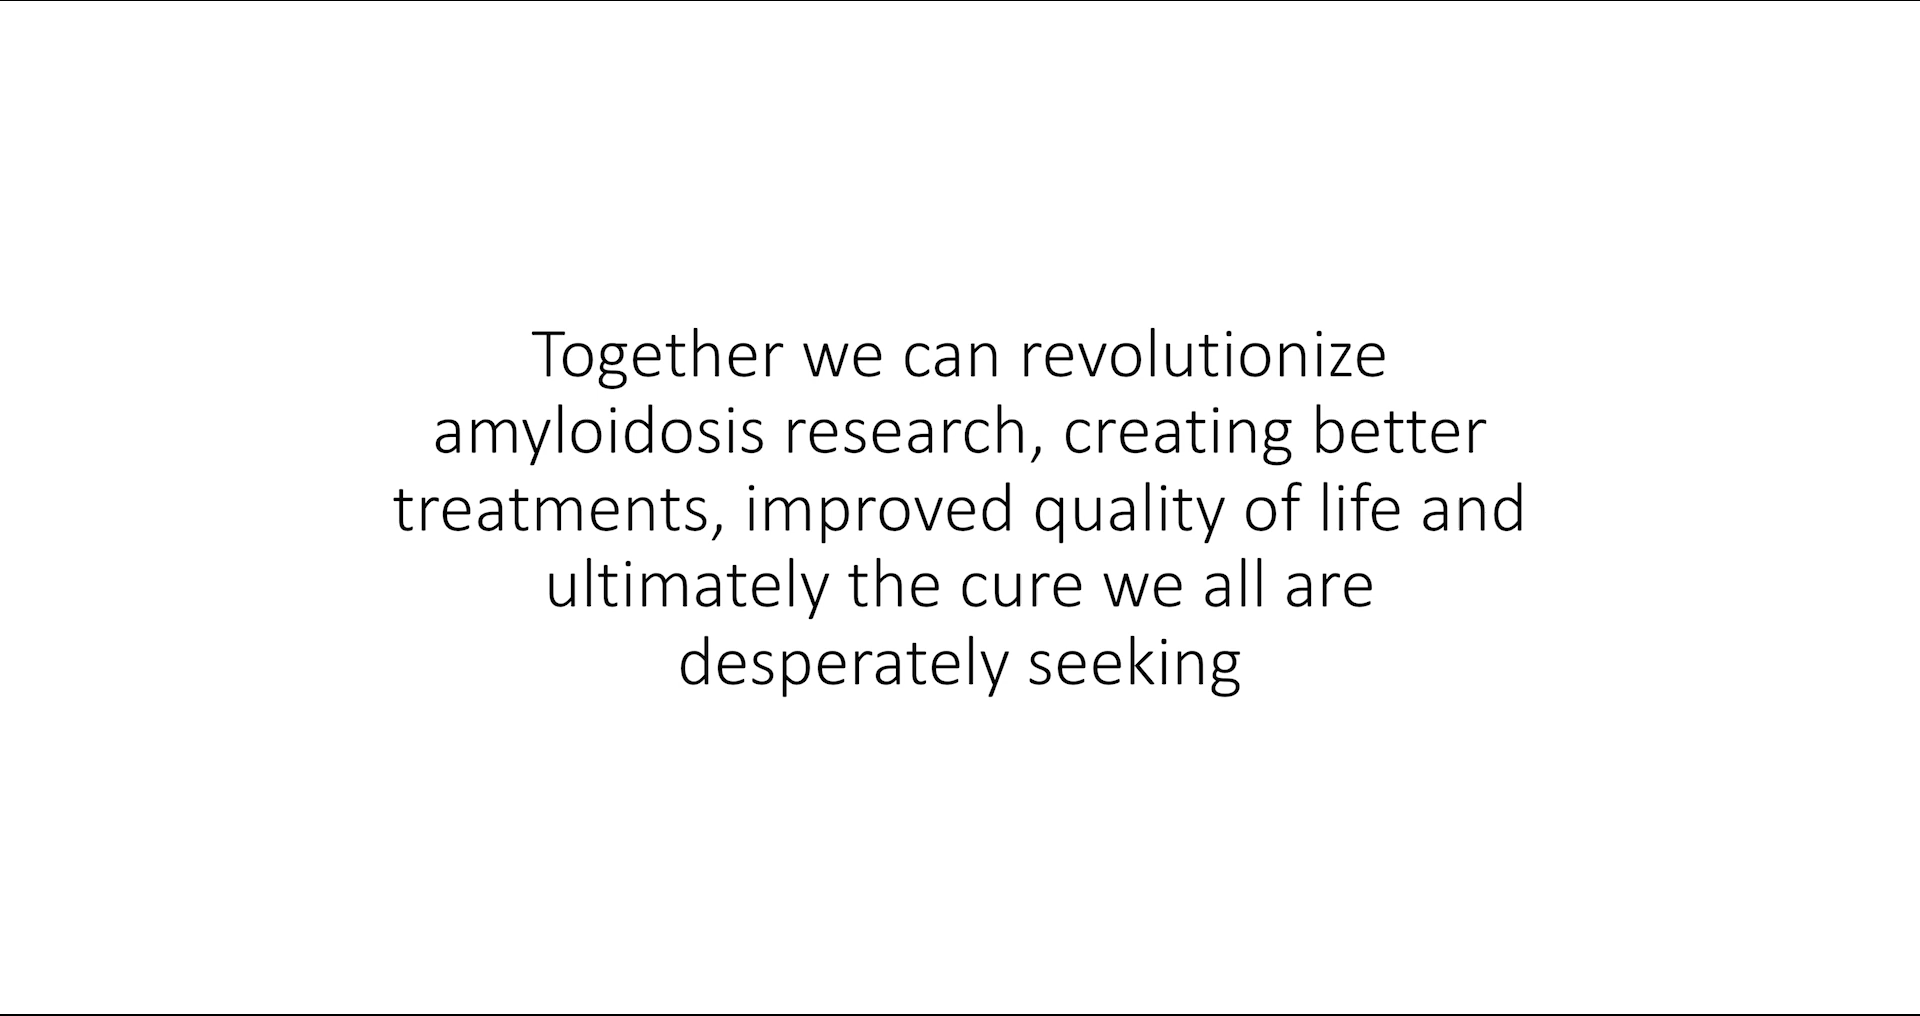 Together we can revolutionize
amyloidosis research, creating better
treatments, improved quality of life and
ultimately the cure we all are
desperately seeking